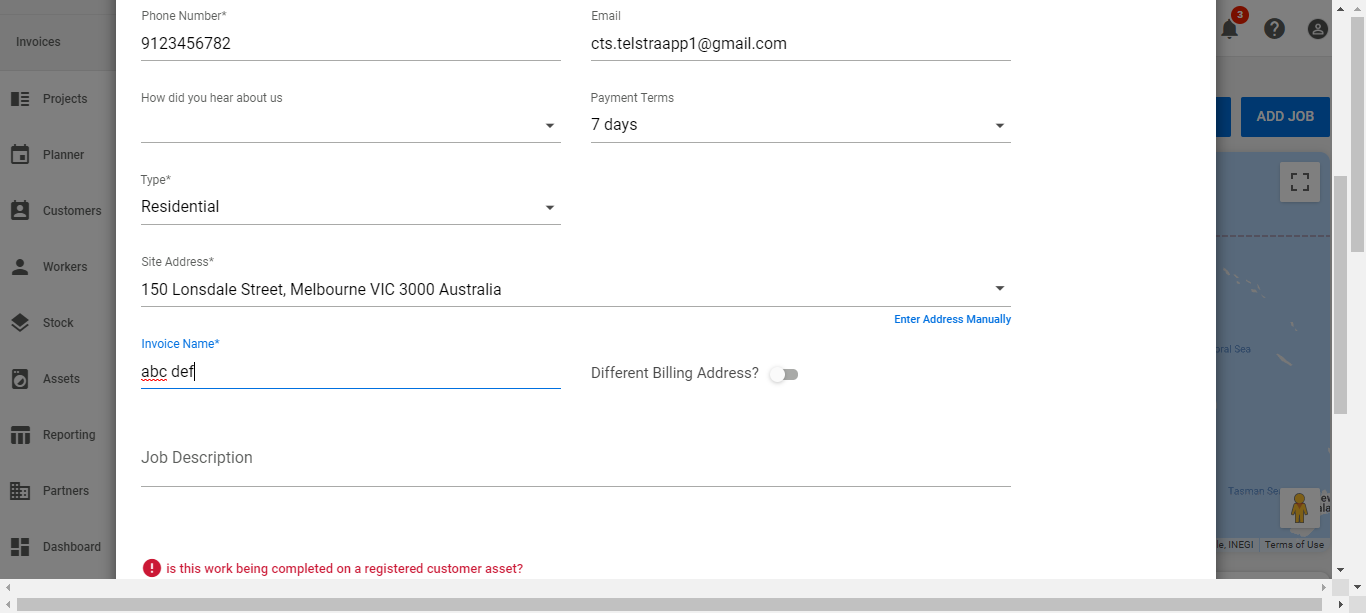 Invoices
Projects
Planner
Customers
Workers
Stock
Assets
Reporting
Partners
Dashboard
Phone Number*
9123456782
Email
cts.telstraapp1@gmail.com
How did you hear about us
Payment Terms
7 days
Type*
Residential
Site Address*
150 Lonsdale Street, Melbourne VIC 3000 Australia
Enter Address Manually
Invoice Name*
abc def
Different Billing Address?
Job Description
! is this work being completed on a registered customer asset?
3
?
ADD JOB
Sea
Tasman
INEGI
Terms of Use